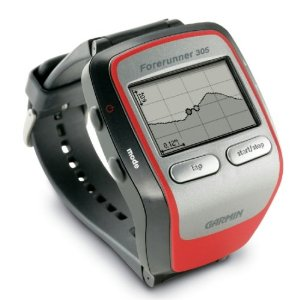 Forerunner 305
mode
lap
start/stop
GARMIN